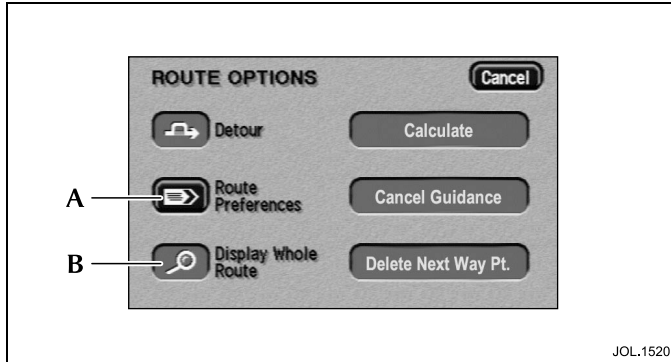 ROUTE OPTIONS
Cancel
Detour
Calculate
A
Route
Preferences
Cancel Guidance
B
Display Whole
Route
Delete Next Way Pt.
JOL.1520